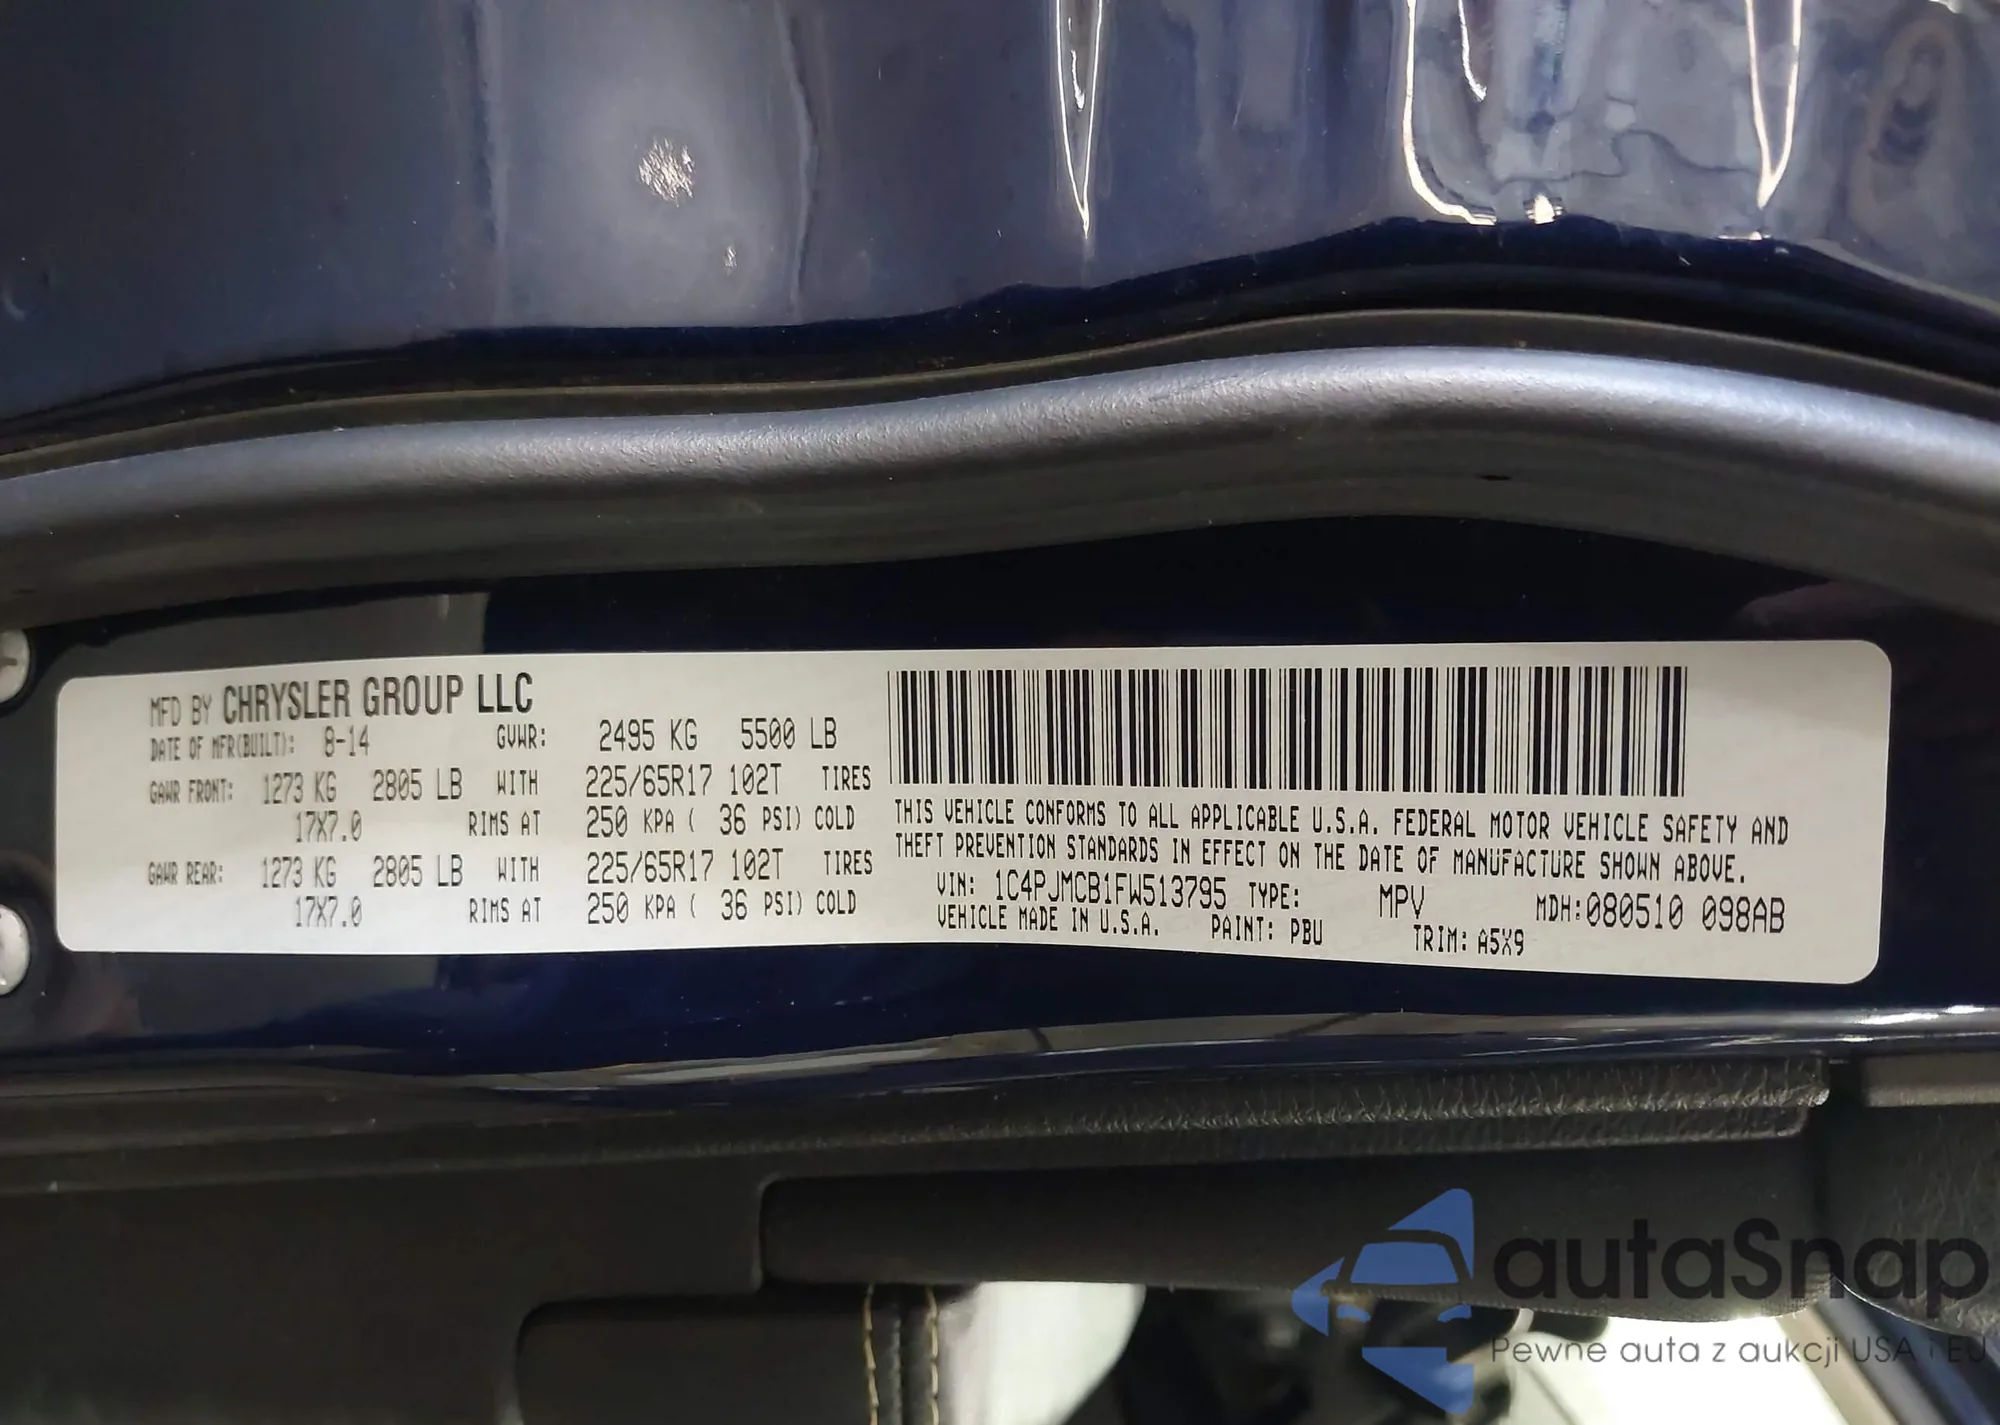 MFD BY CHRYSLER GROUP LLC
DATE OF MFR(BUILT): 8-14 GVWR: 2495 KG 5500 LB
GAWR FRONT: 1273 KG 2805 LB WITH 225/65R17 102T TIRES
17X7.0 RIMS AT 250 KPA ( 36 PSI) COLD
GAWR REAR: 1273 KG 2805 LB WITH 225/65R17 102T TIRES
17X7.0 RIMS AT 250 KPA ( 36 PSI) COLD
THIS VEHICLE CONFORMS TO ALL APPLICABLE U.S.A. FEDERAL MOTOR VEHICLE SAFETY AND
THEFT PREVENTION STANDARDS IN EFFECT ON THE DATE OF MANUFACTURE SHOWN ABOVE.
VIN: 1C4PJMCB1FW513795 TYPE: MPV MDH:080510 098AB
VEHICLE MADE IN U.S.A. PAINT: PBU TRIM: A5X9
autaSnap
Pewne auta z aukcji USA i EU